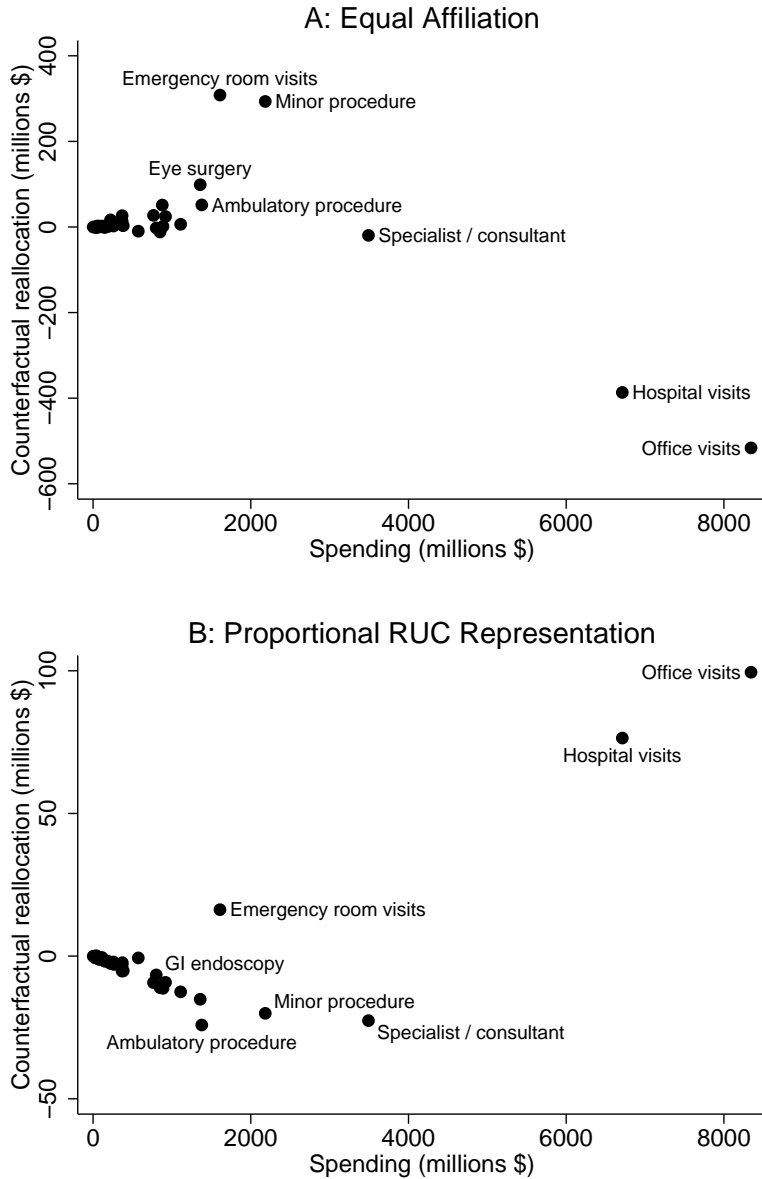 A: Equal Affiliation
Counterfactual reallocation (millions $)
400
200
0
−200
−400
−600
Emergency room visits
Minor procedure
Eye surgery
Ambulatory procedure
Specialist / consultant
Hospital visits
Office visits
0 2000 4000 6000 8000
Spending (millions $)
B: Proportional RUC Representation
Counterfactual reallocation (millions $)
100
50
0
−50
Office visits
Hospital visits
Emergency room visits
GI endoscopy
Minor procedure
Specialist / consultant
Ambulatory procedure
0 2000 4000 6000 8000
Spending (millions $)